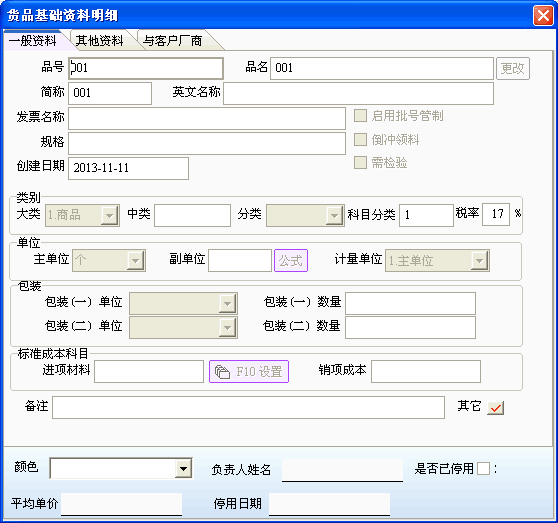 货品基础资料明细
一般资料 其他资料 与客户厂商
品号 001 品名 001 更改
简称 001 英文名称
发票名称 启用批号管制
规格 倒冲领料
创建日期 2013-11-11 需检验
类别
大类 1.商品 中类 分类 科目分类 1 税率 17 %
单位
主单位 个 副单位 公式 计量单位 1.主单位
包装
包装(一) 单位 包装(一) 数量
包装(二) 单位 包装(二) 数量
标准成本科目
进项材料 F10 设置 销项成本
备注 其它
颜色 负责人姓名 是否已停用 :
平均单价 停用日期